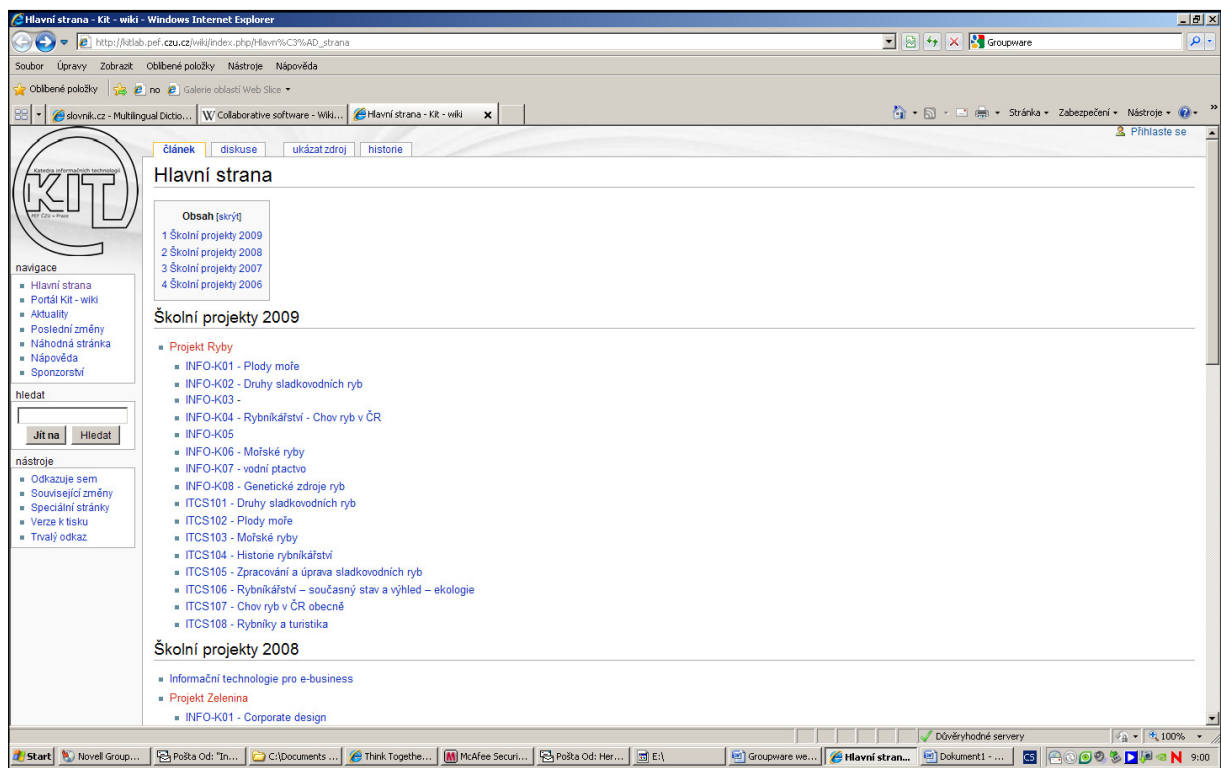 Hlavní strana - Kit - wiki - Windows Internet Explorer
http://kitlab.pef.czu.cz/wiki/index.php/Hlavn%C3%AD_strana
Groupware
Soubor Úpravy Zobrazit Oblíbené položky Nástroje Nápověda
Oblíbené položky no Galerie oblastí Web Slice
slovnik.cz - Multilingual Dictio... Collaborative software - Wiki... Hlavní strana - Kit - wiki x
Stránka Zabezpečení Nástroje
Přihlaste se
článek diskuse ukázat zdroj historie
Katedra informačních technologií
KIT
PEF ČZU v Praze
Hlavní strana
Obsah [skrýt]
1 Školní projekty 2009
2 Školní projekty 2008
3 Školní projekty 2007
4 Školní projekty 2006
navigace
Hlavní strana
Portál Kit - wiki
Aktuality
Poslední změny
Náhodná stránka
Nápověda
Sponzorství
hledat
Jít na Hledat
nástroje
Odkazuje sem
Související změny
Speciální stránky
Verze k tisku
Trvalý odkaz
Školní projekty 2009
Projekt Ryby
INFO-K01 - Plody moře
INFO-K02 - Druhy sladkovodních ryb
INFO-K03 -
INFO-K04 - Rybníkářství - Chov ryb v ČR
INFO-K05
INFO-K06 - Mořské ryby
INFO-K07 - vodní ptactvo
INFO-K08 - Genetické zdroje ryb
ITCS101 - Druhy sladkovodních ryb
ITCS102 - Plody moře
ITCS103 - Mořské ryby
ITCS104 - Historie rybníkářství
ITCS105 - Zpracování a úprava sladkovodních ryb
ITCS106 - Rybníkářství – současný stav a výhled – ekologie
ITCS107 - Chov ryb v ČR obecně
ITCS108 - Rybníky a turistika
Školní projekty 2008
Informační technologie pro e-business
Projekt Zelenina
INFO-K01 - Corporate design
Důvěryhodné servery 100%
Start Novell Group... Pošta Od: "In... C:\Documents ... Think Togethe... McAfee Securi... Pošta Od: Her... E:\ Groupware we... Hlavní stran... Dokument1 - ... CS 9:00